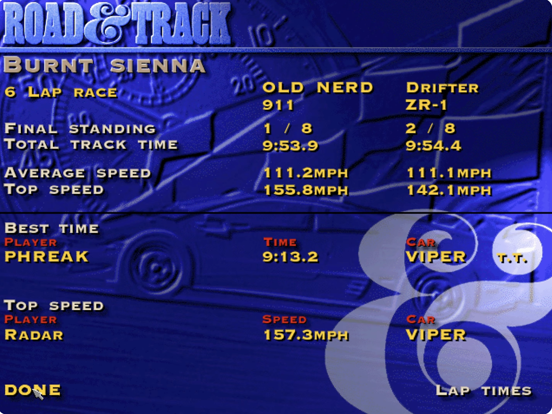 ROAD & TRACK
BURNT SIENNA
6 LAP RACE
OLD NERD DRIFTER
911 ZR-1
FINAL STANDING 1 / 8 2 / 8
TOTAL TRACK TIME 9:53.9 9:54.4
AVERAGE SPEED 111.2MPH 111.1MPH
TOP SPEED 155.8MPH 142.1MPH
BEST TIME
PLAYER TIME CAR
PHREAK 9:13.2 VIPER T.T.
TOP SPEED
PLAYER SPEED CAR
RADAR 157.3MPH VIPER
DONE LAP TIMES